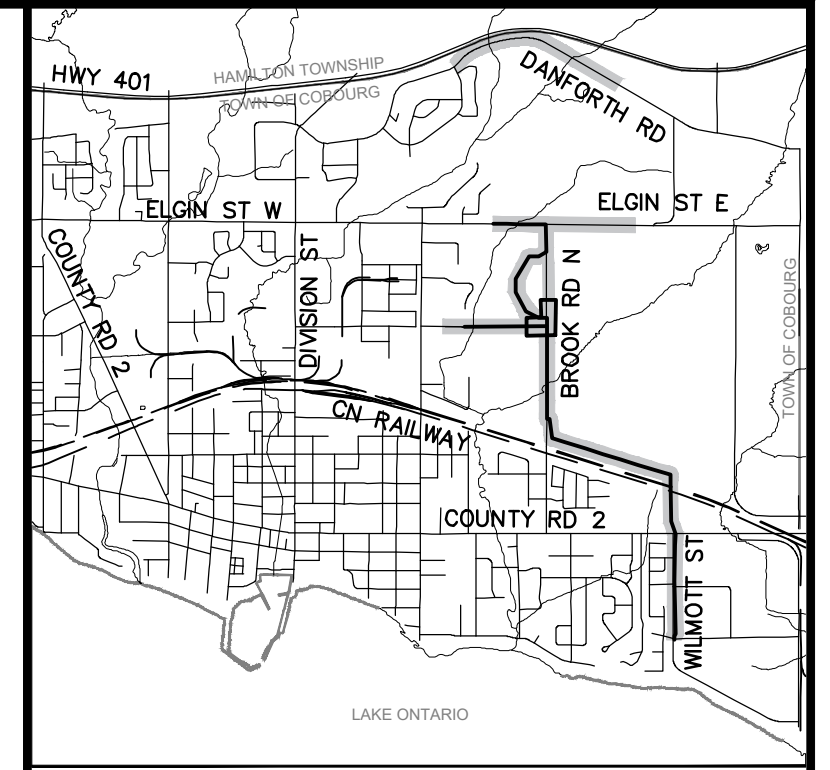 HWY 401
HAMILTON TOWNSHIP
TOWN OF COBOURG
DANFORTH RD
ELGIN ST W
ELGIN ST E
COUNTY RD 2
DIVISION ST
BROOK RD N
TOWN OF COBOURG
CN RAILWAY
COUNTY RD 2
WILMOTT ST
LAKE ONTARIO